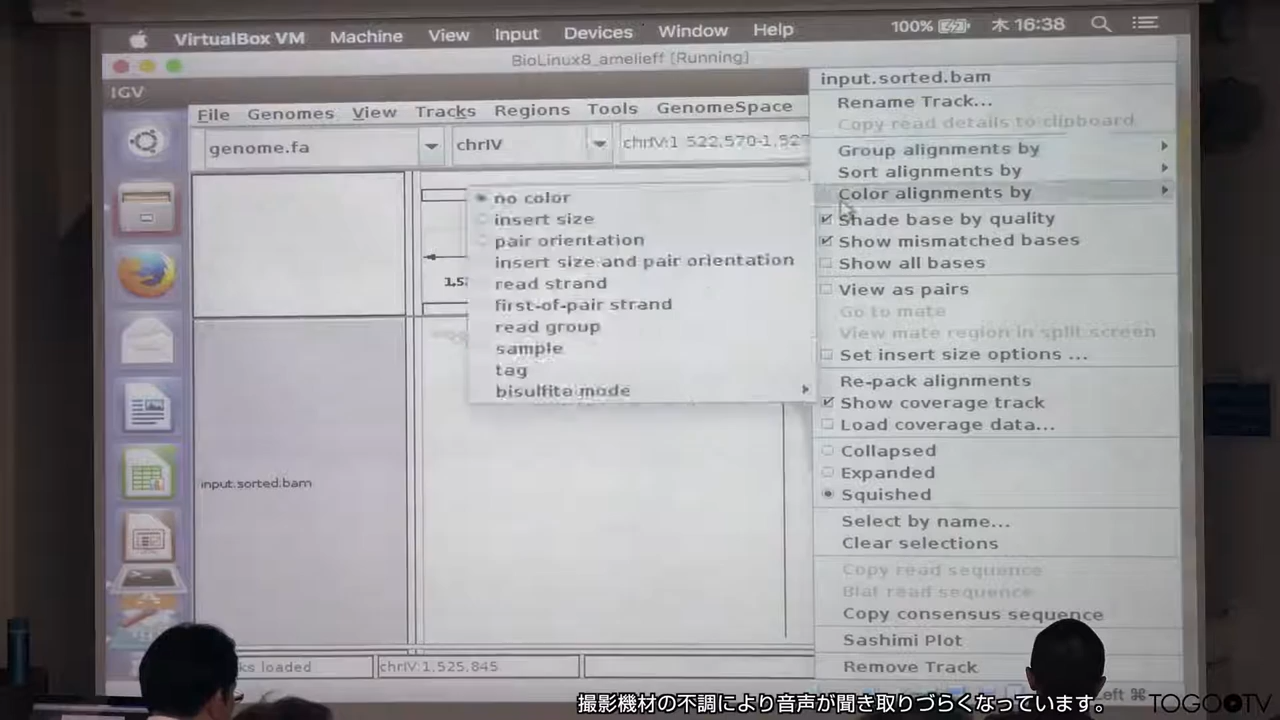 VirtualBox VM Machine View Input Devices Window Help 100% 木 16:38
BioLinux8_amelieff [Running]
IGV
File Genomes View Tracks Regions Tools GenomeSpace
genome.fa chrIV chrIV:1
no color
insert size
pair orientation
insert size and pair orientation
read strand
first-of-pair strand
read group
sample
tag
bisulfite mode
input.sorted.bam
Rename Track...
Copy read details to clipboard
Group alignments by
Sort alignments by
Color alignments by
Shade base by quality
Show mismatched bases
Show all bases
View as pairs
Go to mate
View mate region in split screen
Set insert size options ...
Re-pack alignments
Show coverage track
Load coverage data...
Collapsed
Expanded
Squished
Select by name...
Clear selections
Copy read sequence
Blat read sequence
Copy consensus sequence
Sashimi Plot
Remove Track
input.sorted.bam
loaded chrIV:1,525,845
Left ⌘
撮影機材の不調により音声が聞き取りづらくなっています。
TOGOTV